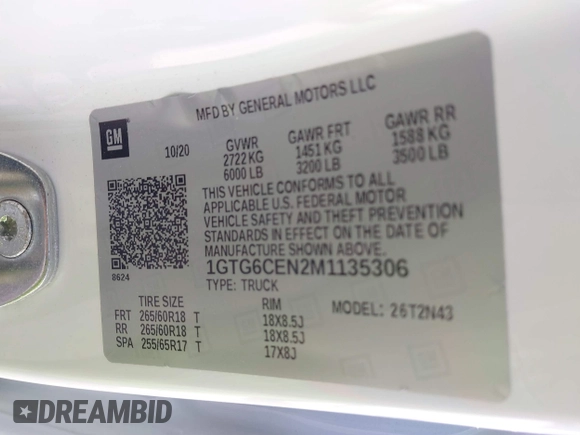 MFD BY GENERAL MOTORS LLC
GM
10/20
GVWR GAWR FRT GAWR RR
2722 KG 1451 KG 1588 KG
6000 LB 3200 LB 3500 LB
THIS VEHICLE CONFORMS TO ALL
APPLICABLE U.S. FEDERAL MOTOR
VEHICLE SAFETY AND THEFT PREVENTION
STANDARDS IN EFFECT ON THE DATE OF
MANUFACTURE SHOWN ABOVE.
8624
1GTG6CEN2M1135306
TYPE: TRUCK
TIRE SIZE RIM MODEL: 26T2N43
FRT 265/60R18 T 18X8.5J
RR 265/60R18 T 18X8.5J
SPA 255/65R17 T 17X8J
DREAMBID